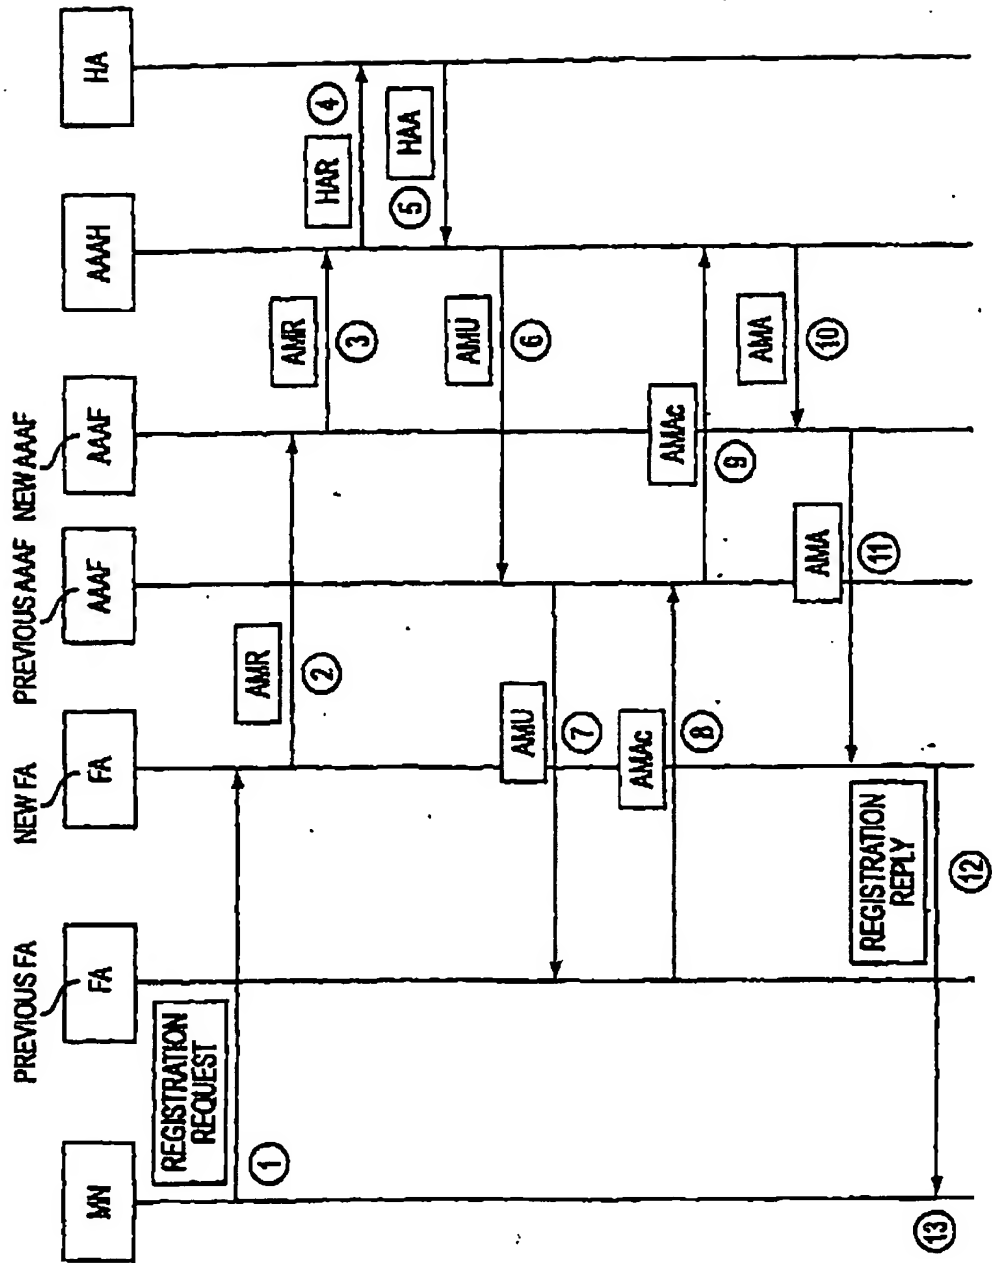 PREVIOUS FA
NEW FA
PREVIOUS AAAF
NEW AAAF
MN
FA
FA
AAAF
AAAF
AAAH
HA
REGISTRATION
REQUEST
1
AMR
2
AMR
3
HAR
4
HAA
5
AMU
6
AMU
7
AMAc
8
AMAc
9
AMA
10
AMA
11
REGISTRATION
REPLY
12
13